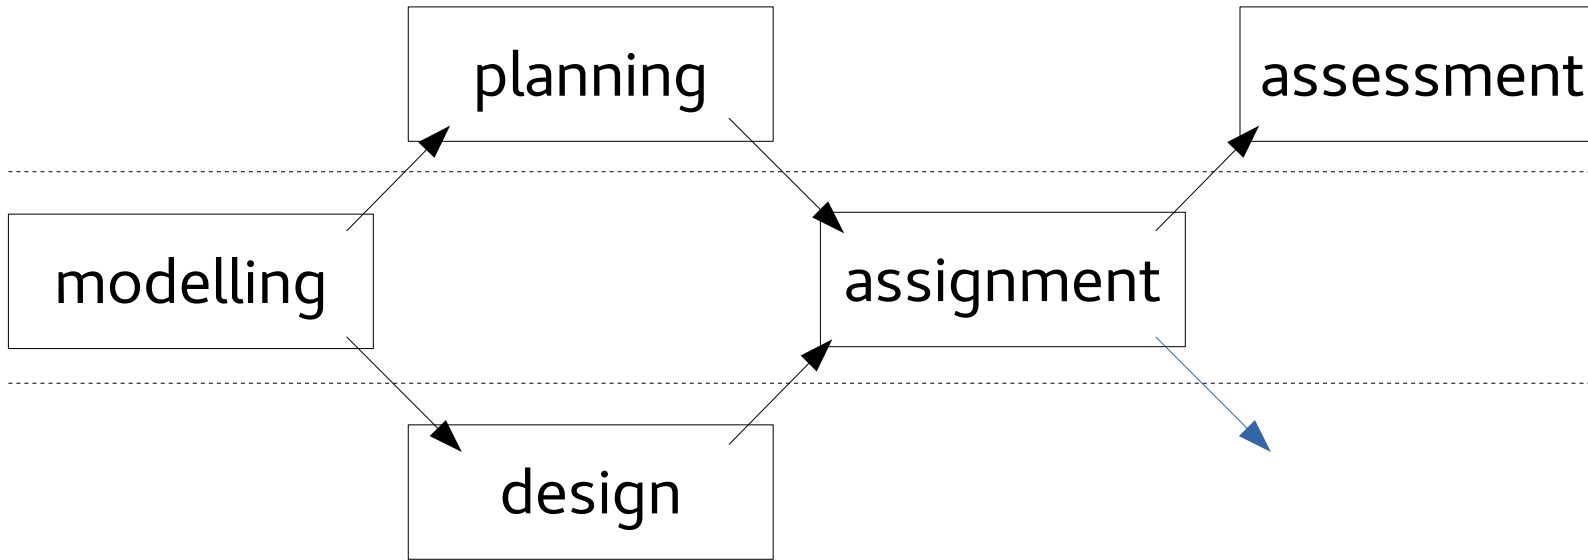 planning
assessment
modelling
assignment
design